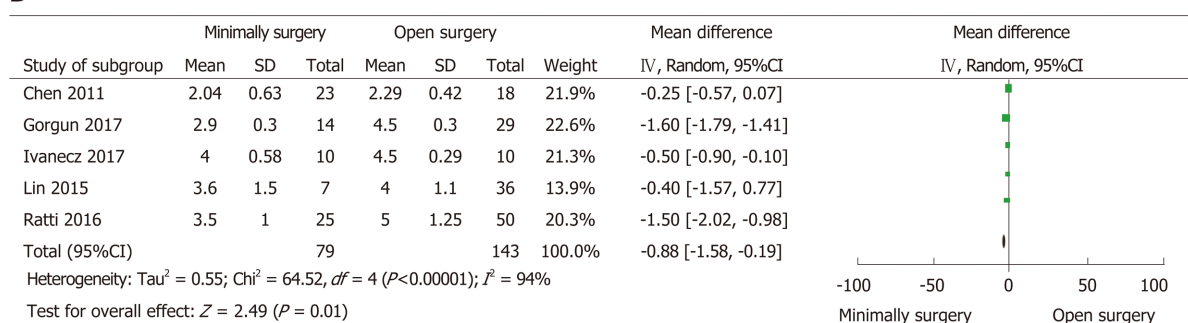 Minimally surgery Open surgery Mean difference Mean difference
Study of subgroup Mean SD Total Mean SD Total Weight Ⅳ, Random, 95%CI Ⅳ, Random, 95%CI
Chen 2011 2.04 0.63 23 2.29 0.42 18 21.9% -0.25 [-0.57, 0.07]
Gorgun 2017 2.9 0.3 14 4.5 0.3 29 22.6% -1.60 [-1.79, -1.41]
Ivanecz 2017 4 0.58 10 4.5 0.29 10 21.3% -0.50 [-0.90, -0.10]
Lin 2015 3.6 1.5 7 4 1.1 36 13.9% -0.40 [-1.57, 0.77]
Ratti 2016 3.5 1 25 5 1.25 50 20.3% -1.50 [-2.02, -0.98]
Total (95%CI) 79 143 100.0% -0.88 [-1.58, -0.19]
Heterogeneity: Tau² = 0.55; Chi² = 64.52, df = 4 (P<0.00001); I² = 94%
-100 -50 0 50 100
Test for overall effect: Z = 2.49 (P = 0.01)
Minimally surgery Open surgery